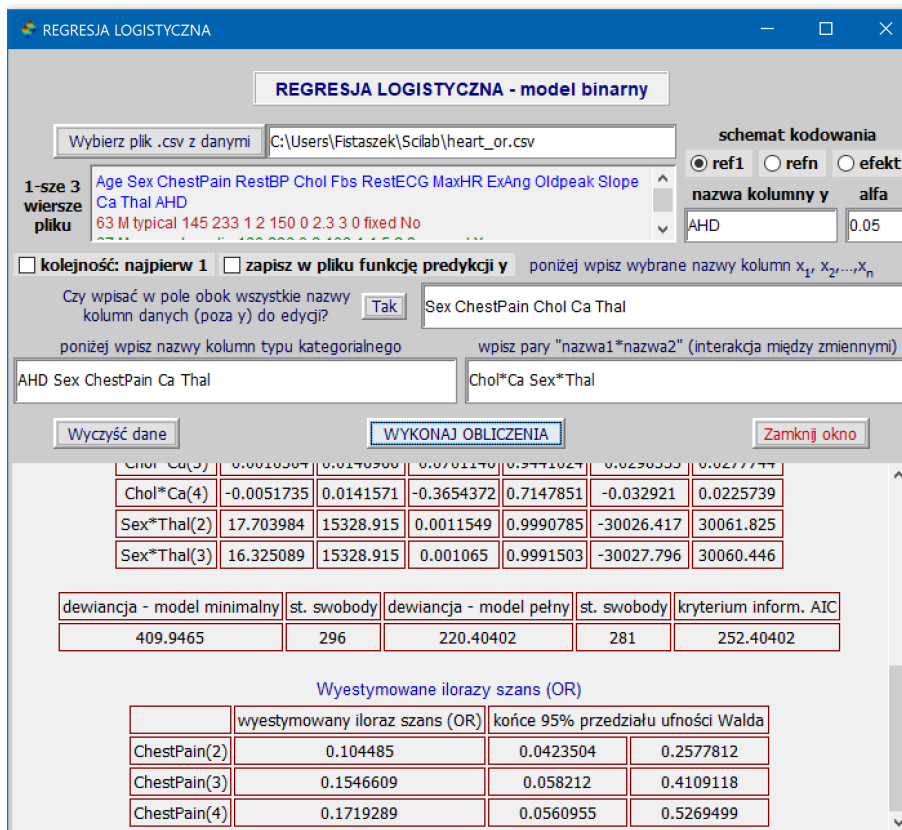 REGRESJA LOGISTYCZNA
REGRESJA LOGISTYCZNA - model binarny
Wybierz plik .csv z danymi C:\Users\Fistaszek\Scilab\heart_or.csv
schemat kodowania
ref1 refn efekt
1-sze 3 wiersze pliku
Age Sex ChestPain RestBP Chol Fbs RestECG MaxHR ExAng Oldpeak Slope
Ca Thal AHD
63 M typical 145 233 1 2 150 0 2.3 3 0 fixed No
nazwa kolumny y alfa
AHD 0.05
kolejność: najpierw 1 zapisz w pliku funkcję predykcji y poniżej wpisz wybrane nazwy kolumn x1, x2,...,xn
Czy wpisać w pole obok wszystkie nazwy
kolumn danych (poza y) do edycji?
Tak
Sex ChestPain Chol Ca Thal
poniżej wpisz nazwy kolumn typu kategorialnego wpisz pary "nazwa1*nazwa2" (interakcja między zmiennymi)
AHD Sex ChestPain Ca Thal Chol*Ca Sex*Thal
Wyczyść dane WYKONAJ OBLICZENIA Zamknij okno
Chol*Ca(4) -0.0051735 0.0141571 -0.3654372 0.7147851 -0.032921 0.0225739
Sex*Thal(2) 17.703984 15328.915 0.0011549 0.9990785 -30026.417 30061.825
Sex*Thal(3) 16.325089 15328.915 0.001065 0.9991503 -30027.796 30060.446
dewiancja - model minimalny st. swobody dewiancja - model pełny st. swobody kryterium inform. AIC
409.9465 296 220.40402 281 252.40402
Wyestymowane ilorazy szans (OR)
wyestymowany iloraz szans (OR) końce 95% przedziału ufności Walda
ChestPain(2) 0.104485 0.0423504 0.2577812
ChestPain(3) 0.1546609 0.058212 0.4109118
ChestPain(4) 0.1719289 0.0560955 0.5269499